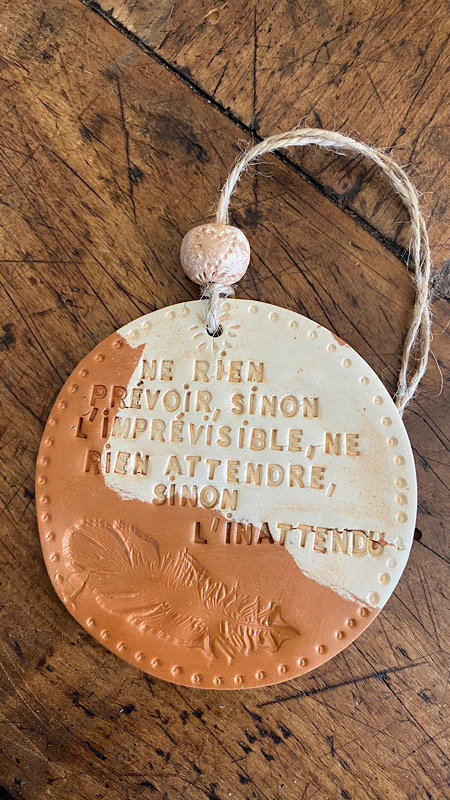 NE RiEN
PRÉVOiR, SiNON
L'iMPRÉViSiBLE, NE
RiEN ATTENDRE,
SiNON
L'iNATTENDU